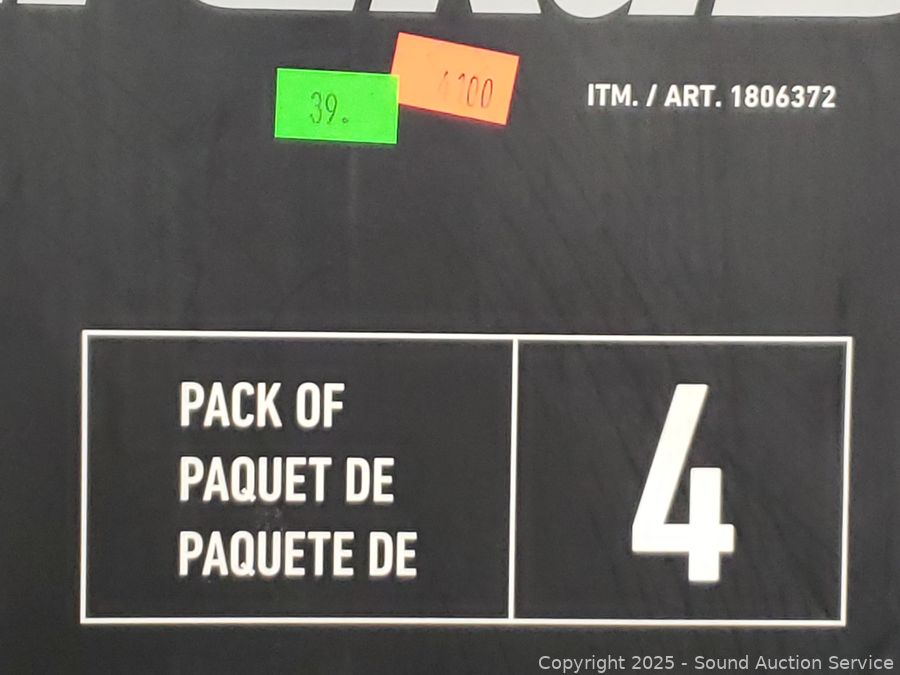 39.
4100
ITM. / ART. 1806372
PACK OF
PAQUET DE
PAQUETE DE
4
Copyright 2025 - Sound Auction Service